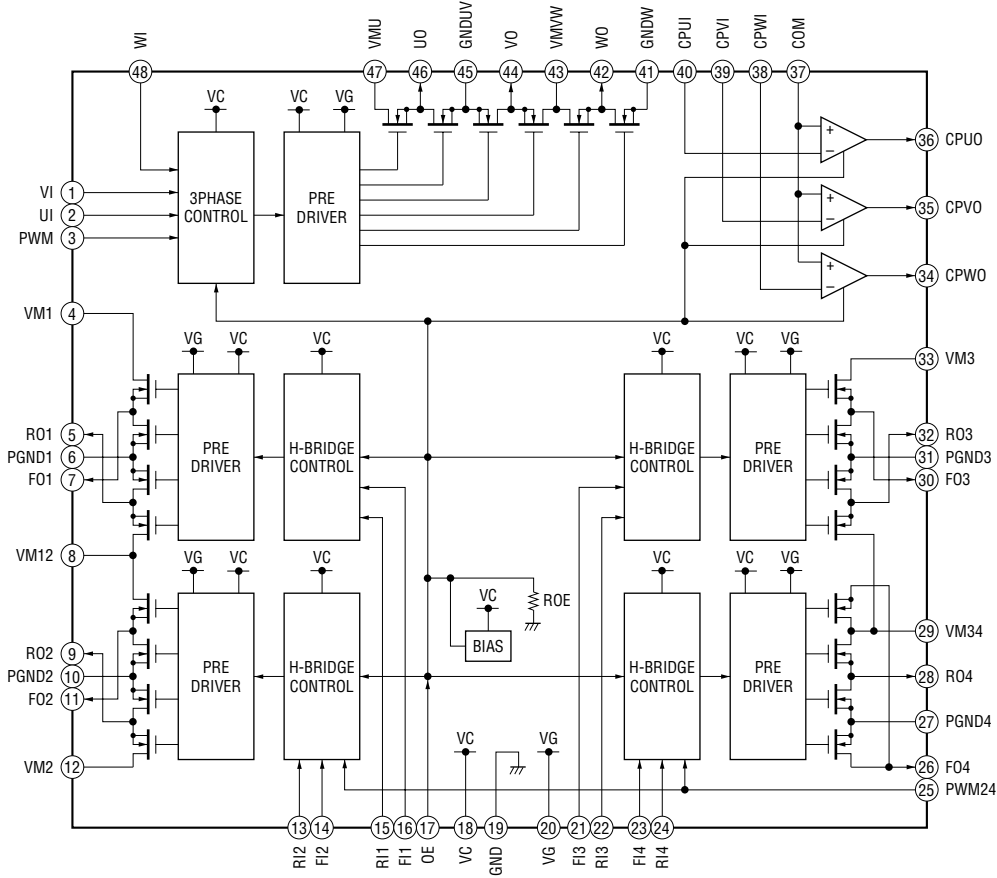 WI
VMU
UO
GNDUV
VO
VMVW
WO
GNDW
CPUI
CPVI
CPWI
COM
48
47
46
45
44
43
42
41
40
39
38
37
VC
VC
VG
3PHASE
CONTROL
PRE
DRIVER
VI
1
UI
2
PWM
3
+
−
36
CPUO
+
−
35
CPVO
+
−
34
CPWO
VM1
4
VG
VC
VC
VC
VC
VG
33
VM3
PRE
DRIVER
H-BRIDGE
CONTROL
H-BRIDGE
CONTROL
PRE
DRIVER
RO1
5
PGND1
6
FO1
7
32
RO3
31
PGND3
30
FO3
VM12
8
VG
VC
VC
VC
ROE
BIAS
VC
VC
VG
PRE
DRIVER
H-BRIDGE
CONTROL
H-BRIDGE
CONTROL
PRE
DRIVER
RO2
9
PGND2
10
FO2
11
VM2
12
29
VM34
28
RO4
27
PGND4
26
FO4
25
PWM24
VC
VG
13
14
15
16
17
18
19
20
21
22
23
24
RI2
FI2
RI1
FI1
OE
VC
GND
VG
FI3
RI3
FI4
RI4